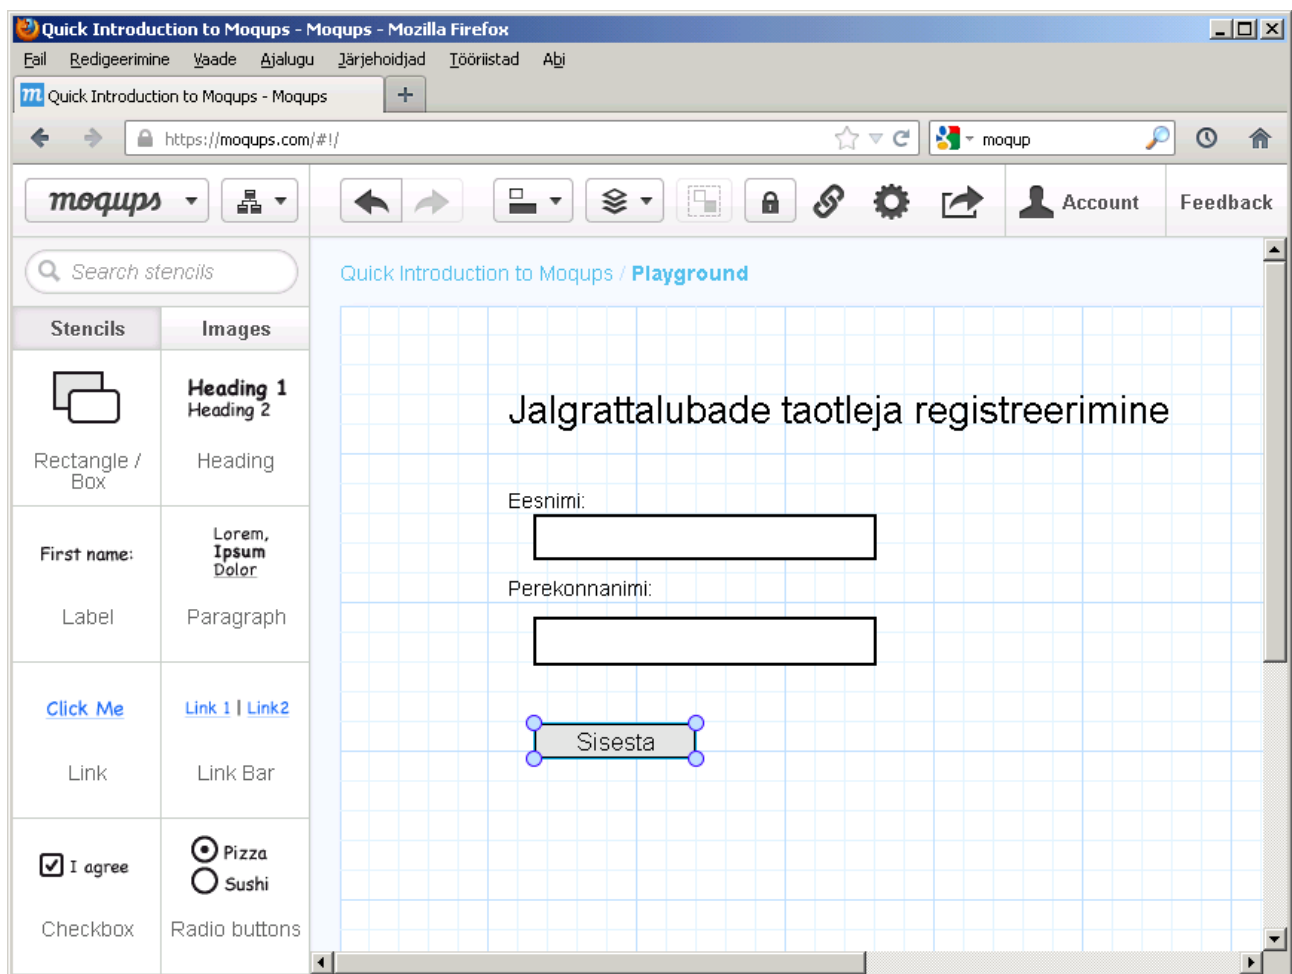 Quick Introduction to Moqups - Moqups - Mozilla Firefox
Fail Redigeerimine Vaade Ajalugu Järjehoidjad Tööriistad Abi
m Quick Introduction to Moqups - Moqups +
https://moqups.com/#!/ moqup
moqups Account Feedback
Search stencils
Quick Introduction to Moqups / Playground
Stencils Images
Heading 1
Heading 2
Rectangle /
Box
Heading
First name:
Lorem,
Ipsum
Dolor
Label Paragraph
Click Me Link 1 | Link2
Link Link Bar
I agree
Pizza
Sushi
Checkbox Radio buttons
Jalgrattalubade taotleja registreerimine
Eesnimi:
Perekonnanimi:
Sisesta